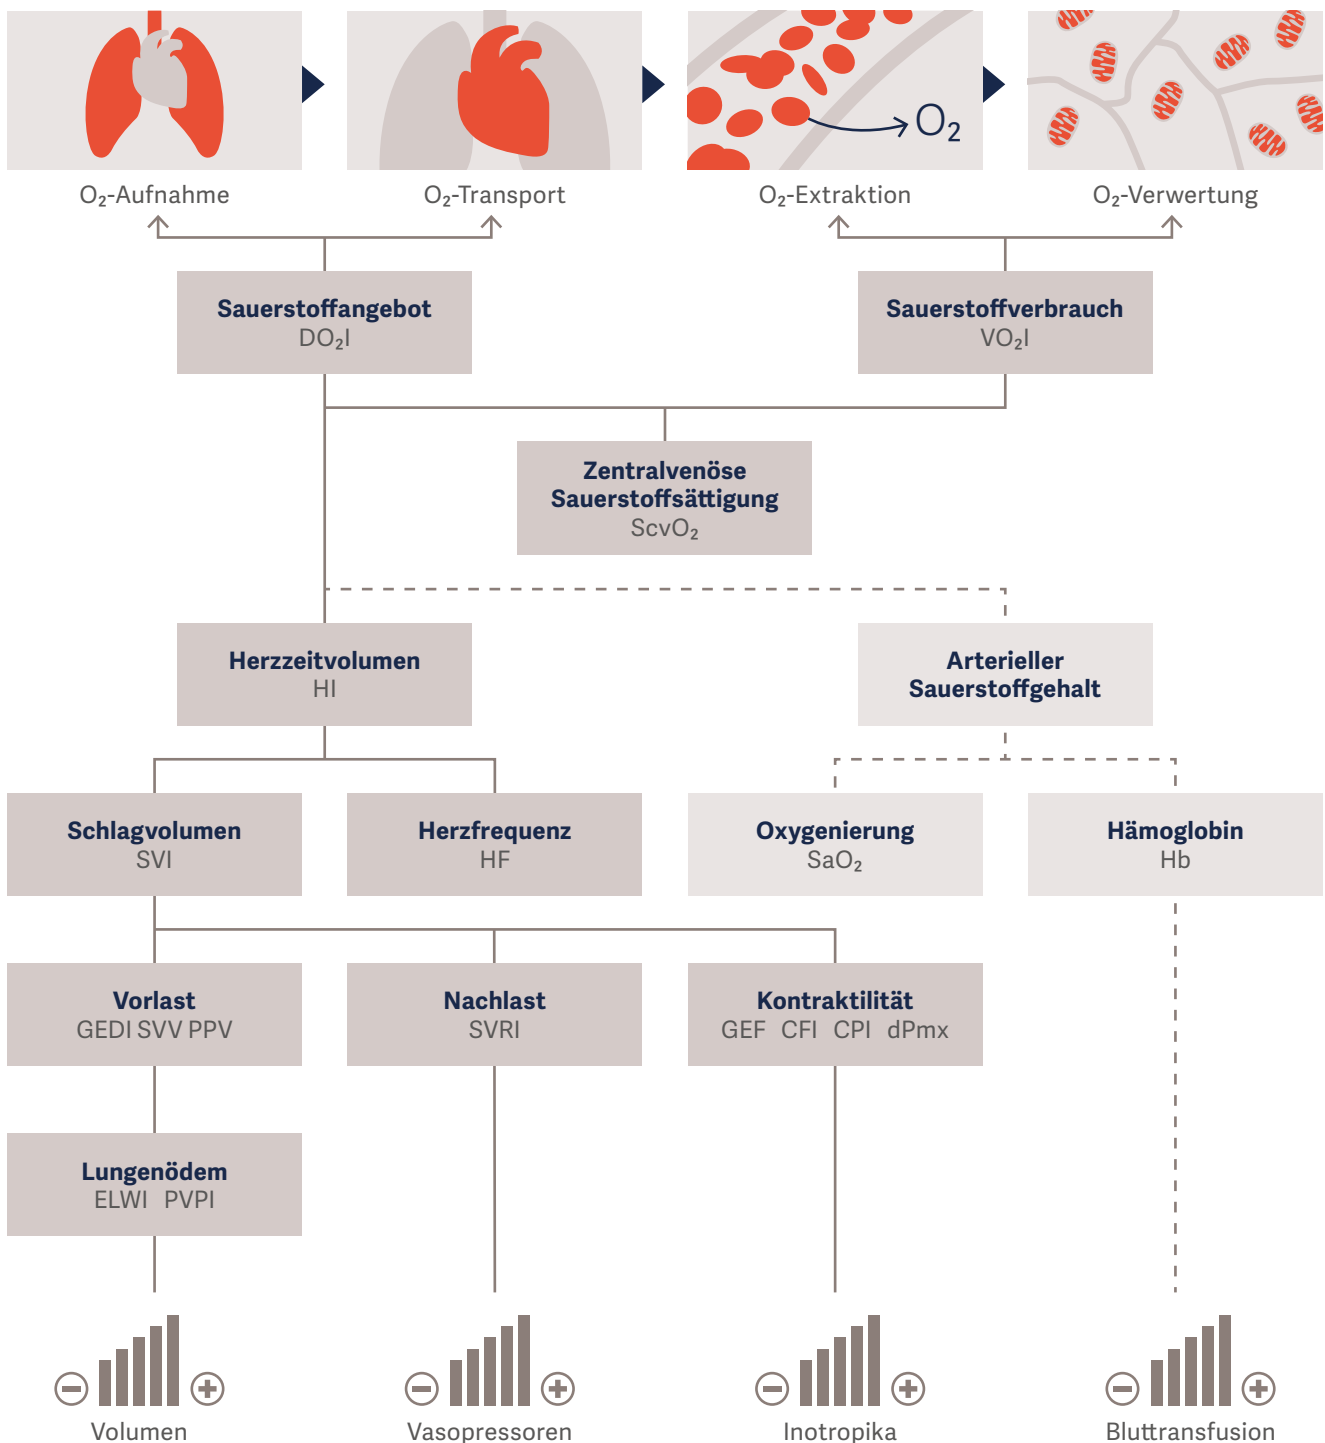 O₂
O₂-Aufnahme
O₂-Transport
O₂-Extraktion
O₂-Verwertung
Sauerstoffangebot
DO₂I
Sauerstoffverbrauch
VO₂I
Zentralvenöse
Sauerstoffsättigung
ScvO₂
Herzzeitvolumen
HI
Arterieller
Sauerstoffgehalt
Schlagvolumen
SVI
Herzfrequenz
HF
Oxygenierung
SaO₂
Hämoglobin
Hb
Vorlast
GEDI SVV PPV
Nachlast
SVRI
Kontraktilität
GEF CFI CPI dPmx
Lungenödem
ELWI PVPI
Volumen
Vasopressoren
Inotropika
Bluttransfusion